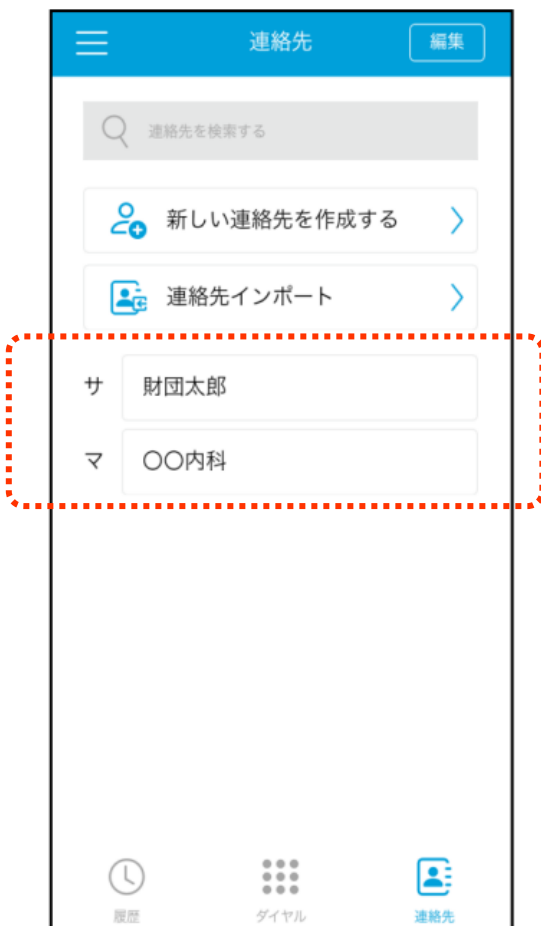 連絡先 編集
連絡先を検索する
新しい連絡先を作成する
連絡先インポート
サ 財団太郎
マ 〇〇内科
履歴 ダイヤル 連絡先